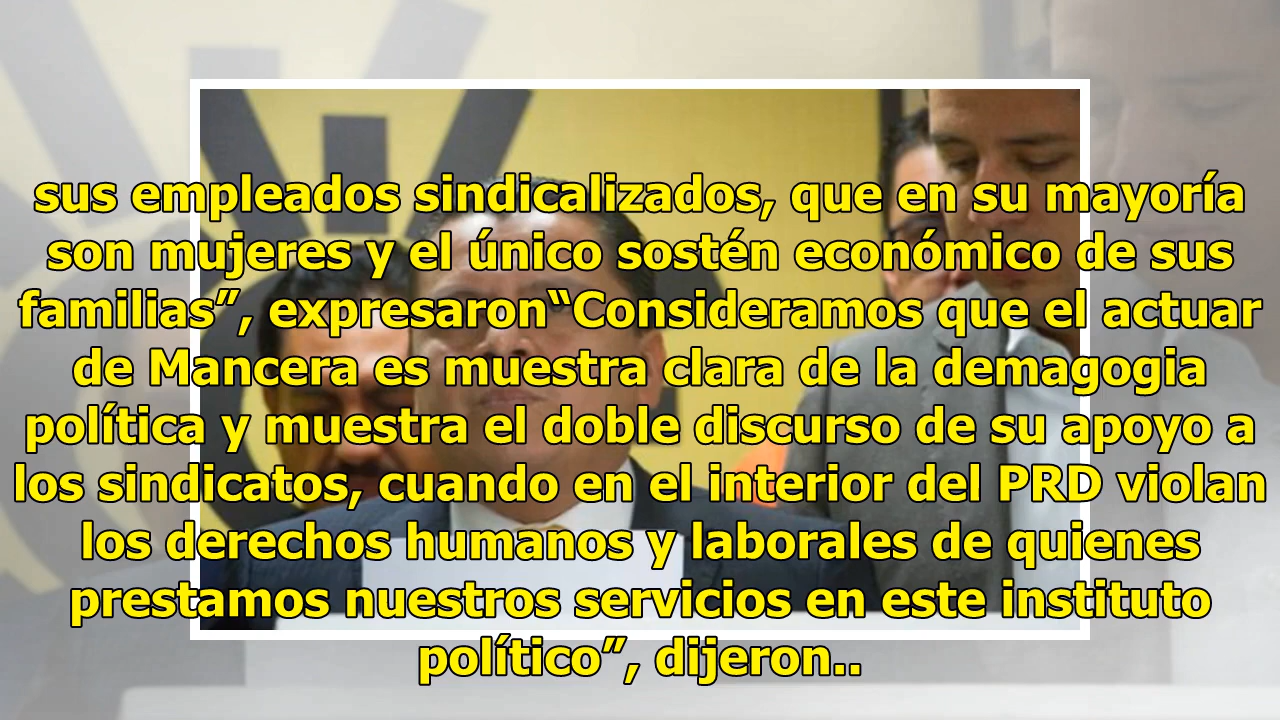 sus empleados sindicalizados, que en su mayoría
son mujeres y el único sostén económico de sus
familias”, expresaron“Consideramos que el actuar
de Mancera es muestra clara de la demagogia
política y muestra el doble discurso de su apoyo a
los sindicatos, cuando en el interior del PRD violan
los derechos humanos y laborales de quienes
prestamos nuestros servicios en este instituto
político”, dijeron..